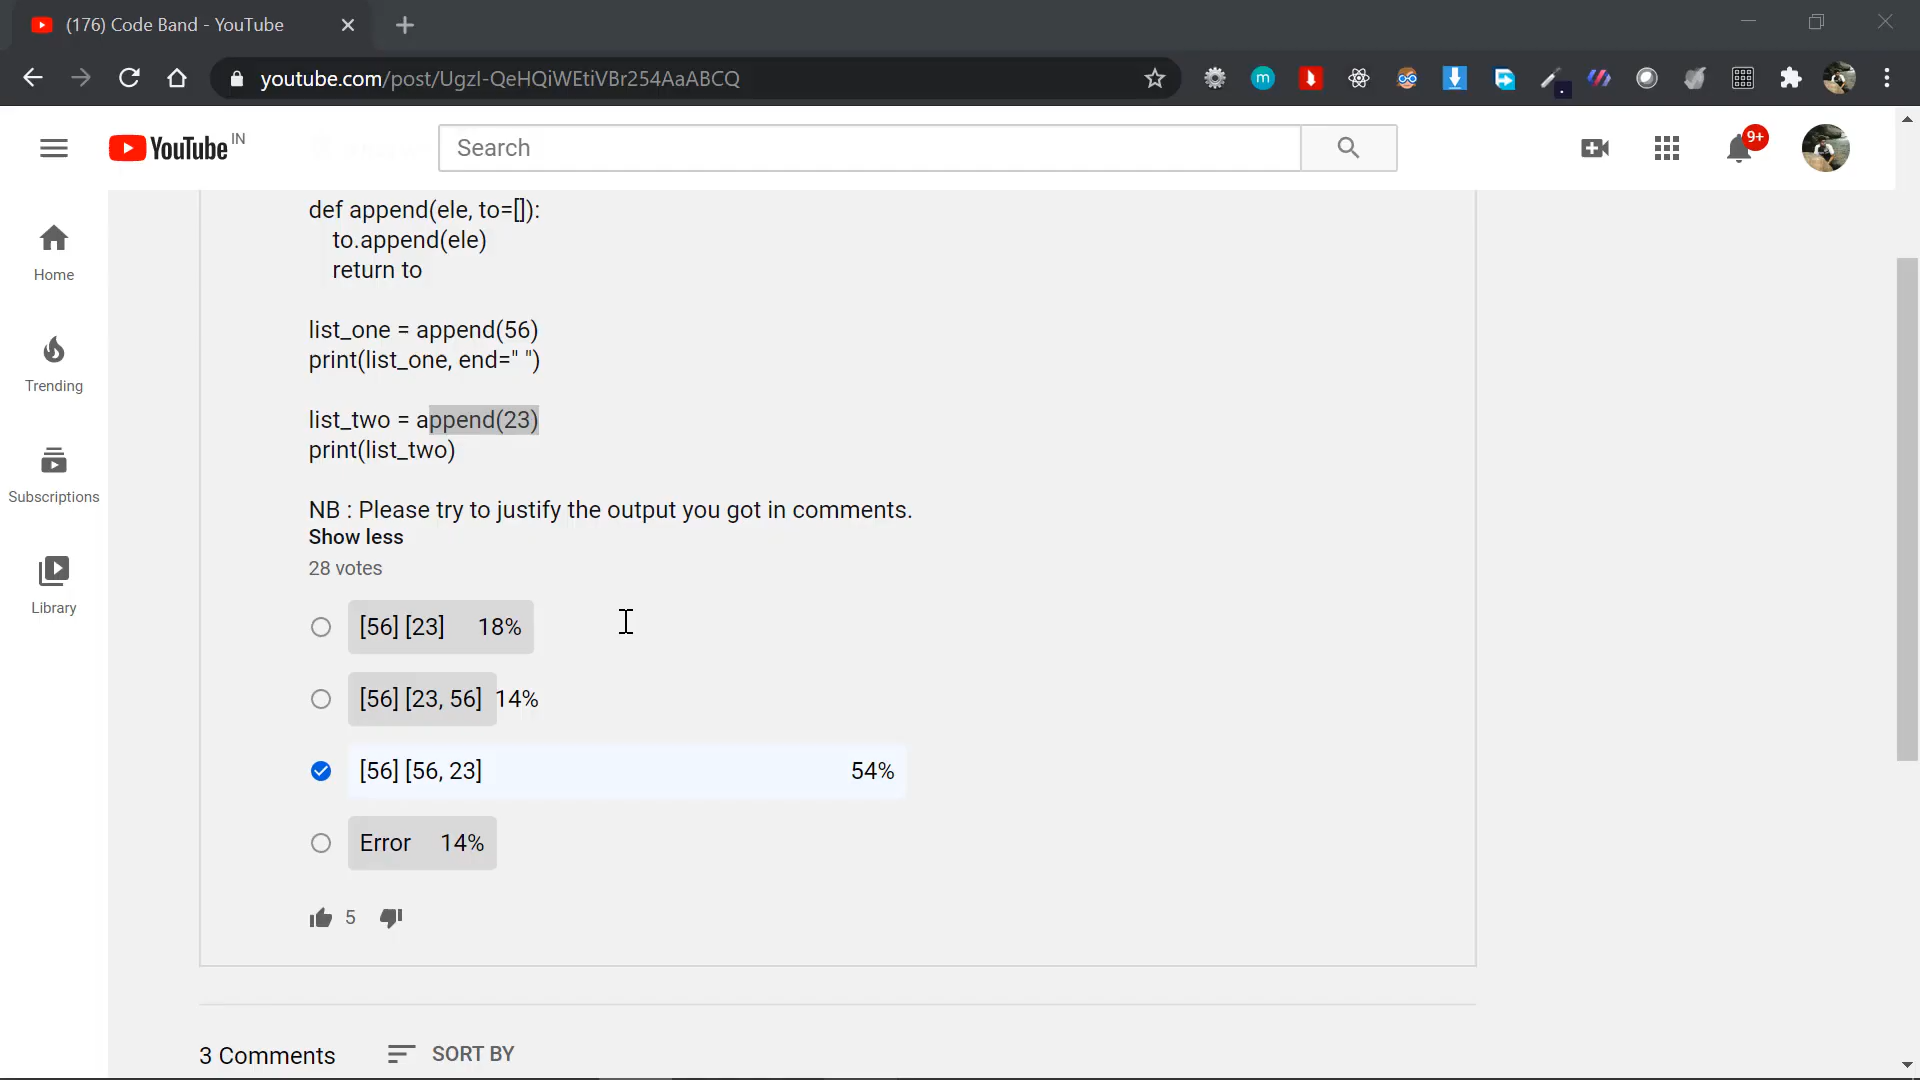 (176) Code Band - YouTube
youtube.com/post/UgzI-QeHQiWEtiVBr254AaABCQ
m
YouTube IN
Search
9+
Home
Trending
Subscriptions
Library
def append(ele, to=[]):
to.append(ele)
return to
list_one = append(56)
print(list_one, end=" ")
list_two = append(23)
print(list_two)
NB : Please try to justify the output you got in comments.
Show less
28 votes
[56] [23] 18%
[56] [23, 56] 14%
[56] [56, 23] 54%
Error 14%
5
3 Comments SORT BY